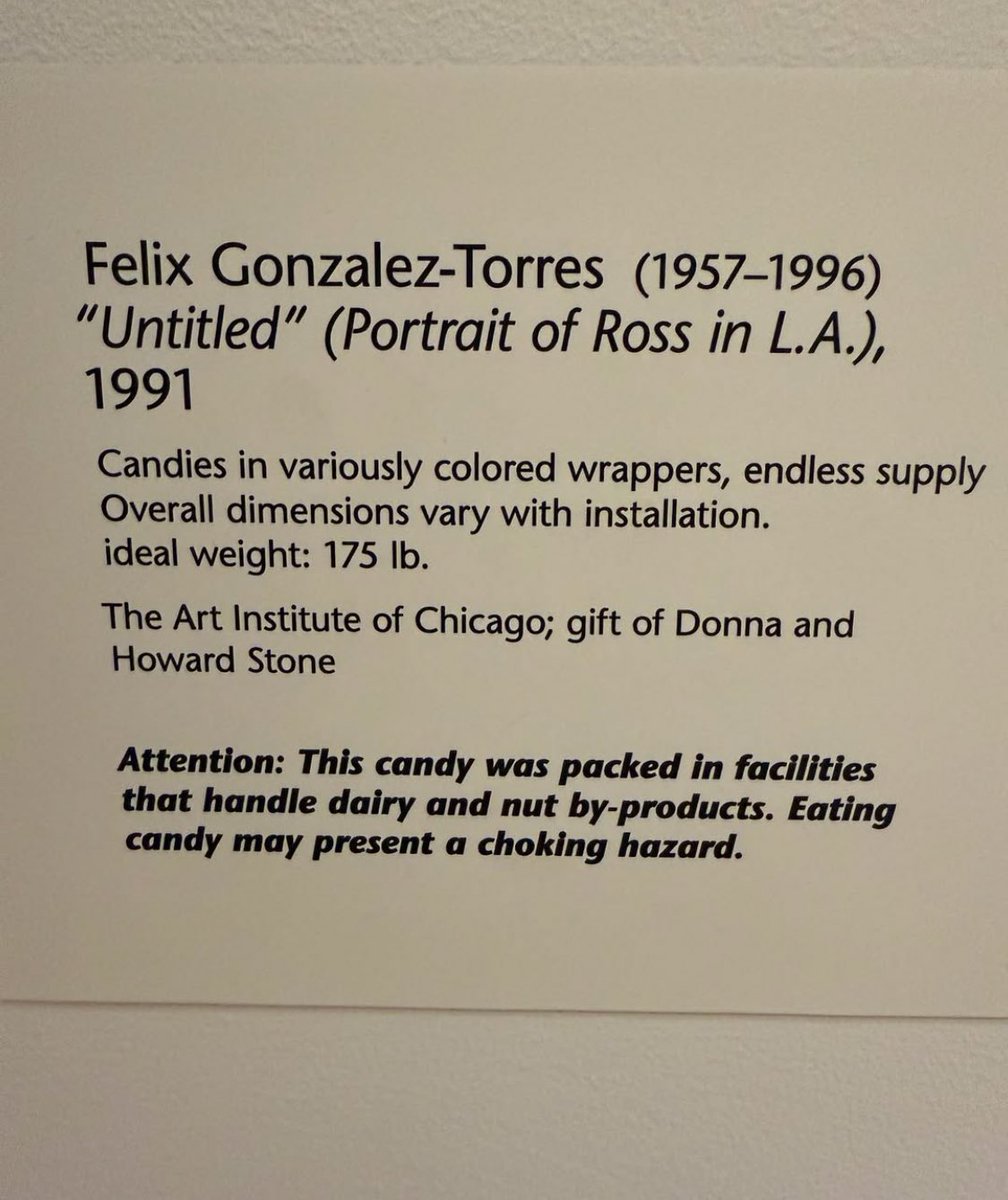 Felix Gonzalez-Torres (1957–1996)
"Untitled" (Portrait of Ross in L.A.),
1991
Candies in variously colored wrappers, endless supply
Overall dimensions vary with installation.
ideal weight: 175 lb.
The Art Institute of Chicago; gift of Donna and
Howard Stone
Attention: This candy was packed in facilities
that handle dairy and nut by-products. Eating
candy may present a choking hazard.